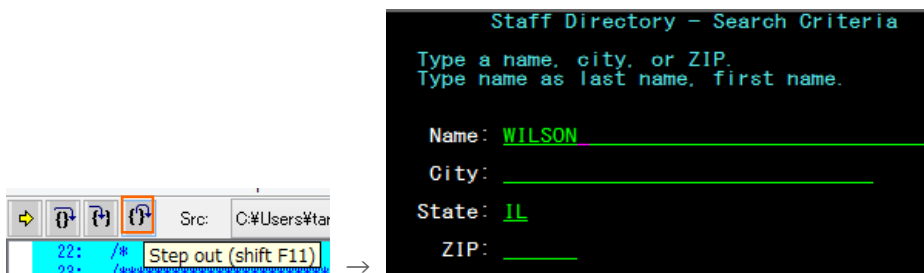 Staff Directory - Search Criteria
Type a name, city, or ZIP.
Type name as last name, first name.
Name: WILSON
City:
State: IL
ZIP:
Src: C:¥Users¥tar
22: /*
Step out (shift F11)
→